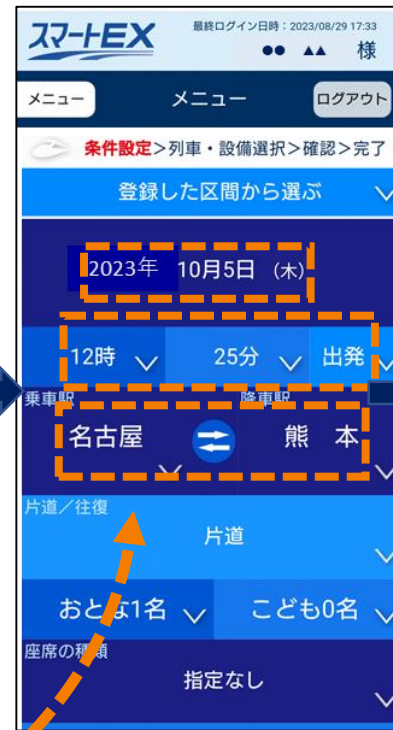 スマートEX
最終ログイン日時：2023/08/29 17:33
●● ▲▲ 様
メニュー メニュー ログアウト
条件設定>列車・設備選択>確認>完了
登録した区間から選ぶ
2023年 10月5日 （木）
12時 25分 出発
乗車駅 降車駅
名古屋 熊 本
片道／往復
片道
おとな1名 こども0名
座席の種類
指定なし